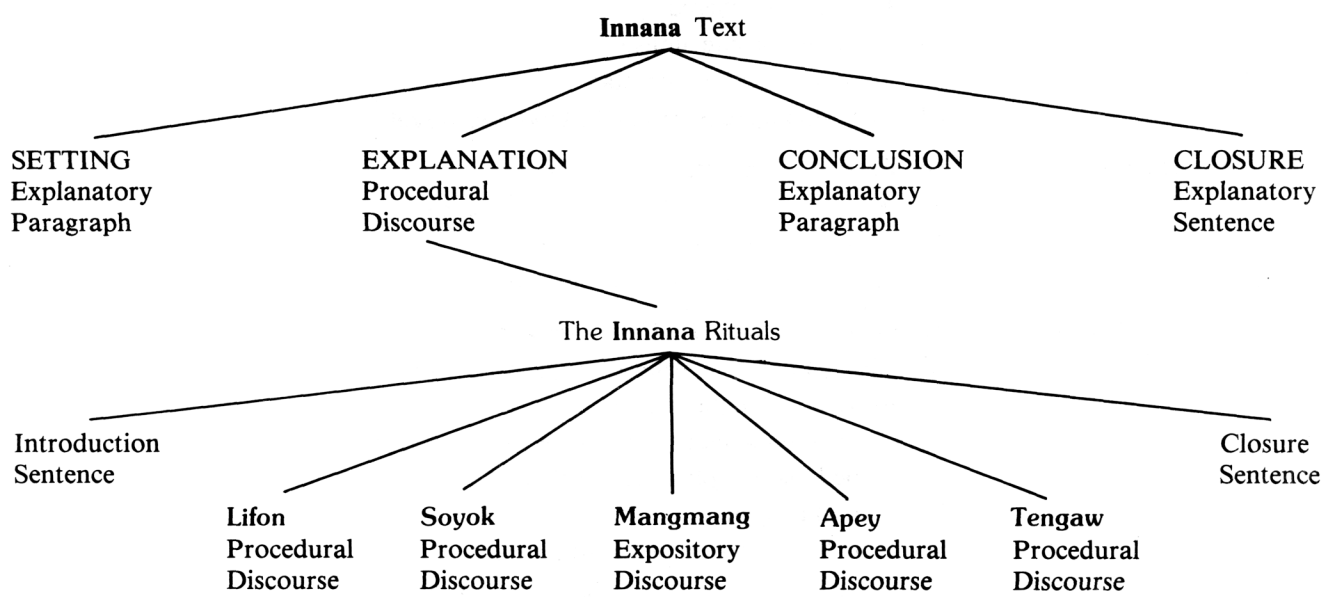 Innana Text
SETTING
Explanatory
Paragraph
EXPLANATION
Procedural
Discourse
CONCLUSION
Explanatory
Paragraph
CLOSURE
Explanatory
Sentence
The Innana Rituals
Introduction
Sentence
Closure
Sentence
Lifon
Procedural
Discourse
Soyok
Procedural
Discourse
Mangmang
Expository
Discourse
Apey
Procedural
Discourse
Tengaw
Procedural
Discourse